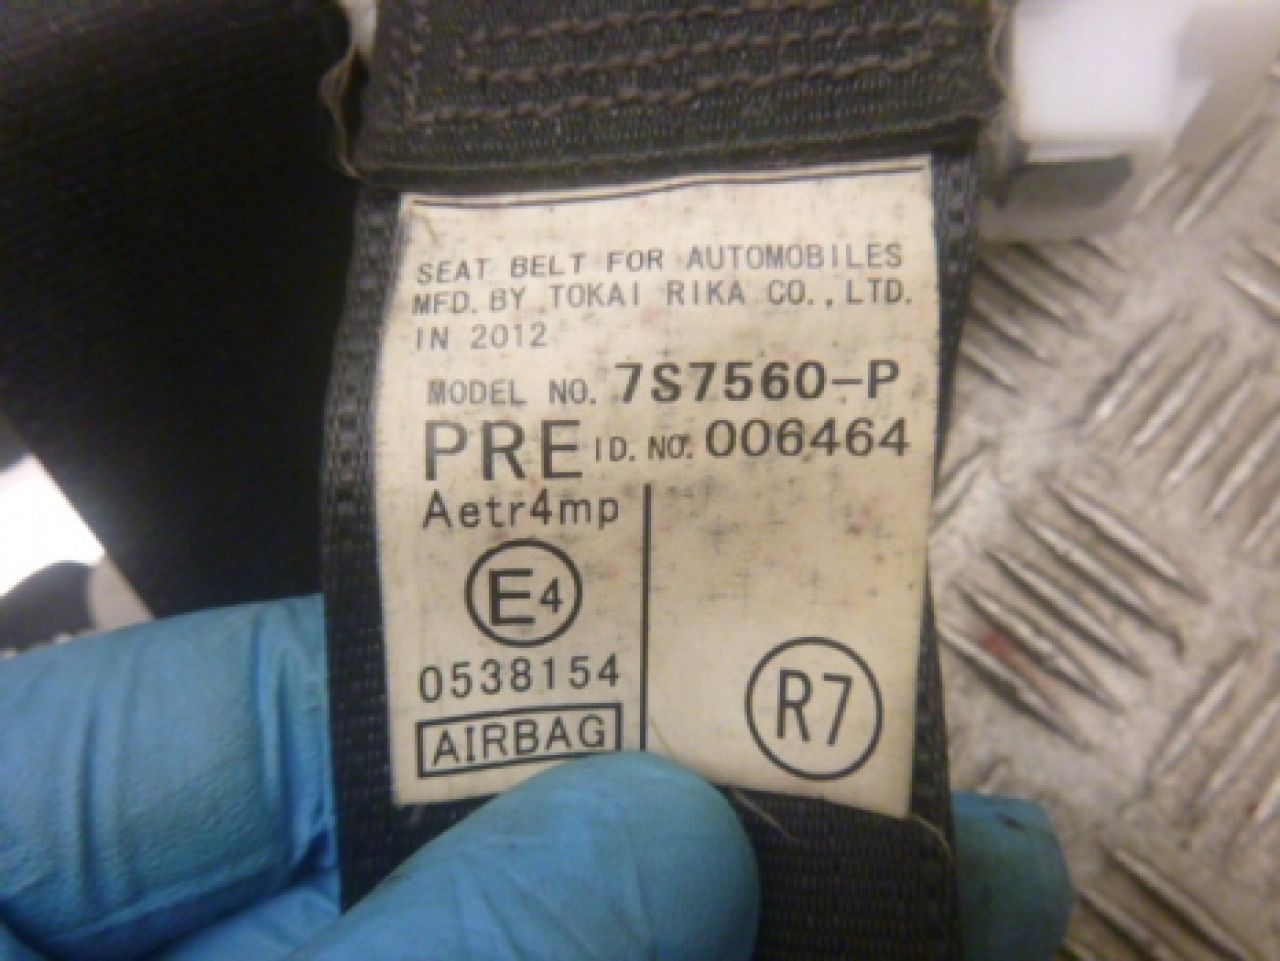 SEAT BELT FOR AUTOMOBILES
MFD. BY TOKAI RIKA CO., LTD.
IN 2012
MODEL NO. 7S7560-P
PRE ID. NO. 006464
Aetr4mp
E4
0538154
AIRBAG
R7